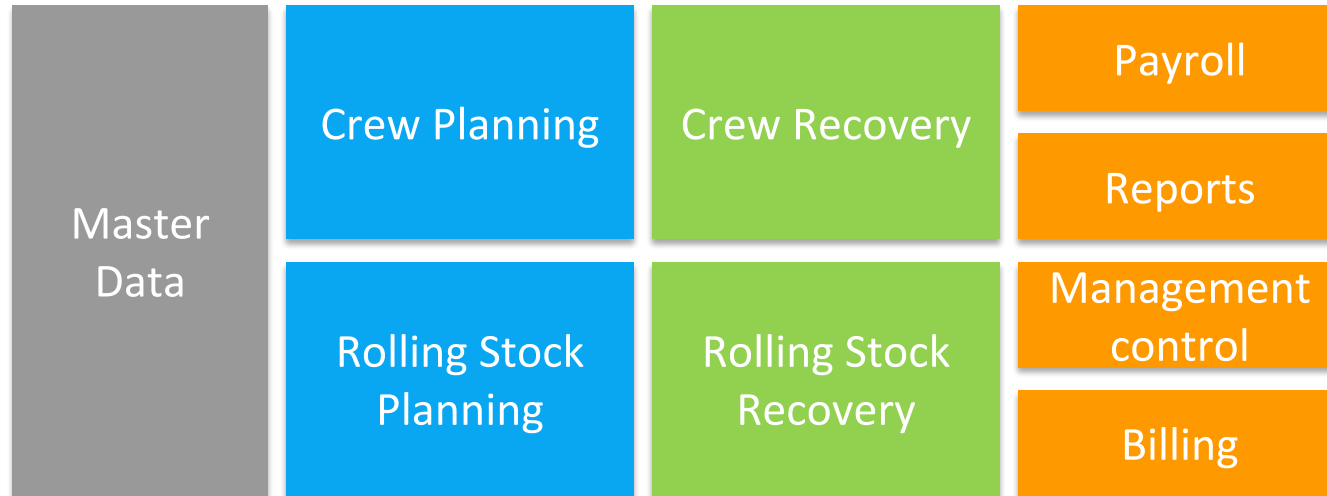 Master
Data
Crew Planning
Rolling Stock
Planning
Crew Recovery
Rolling Stock
Recovery
Payroll
Reports
Management
control
Billing